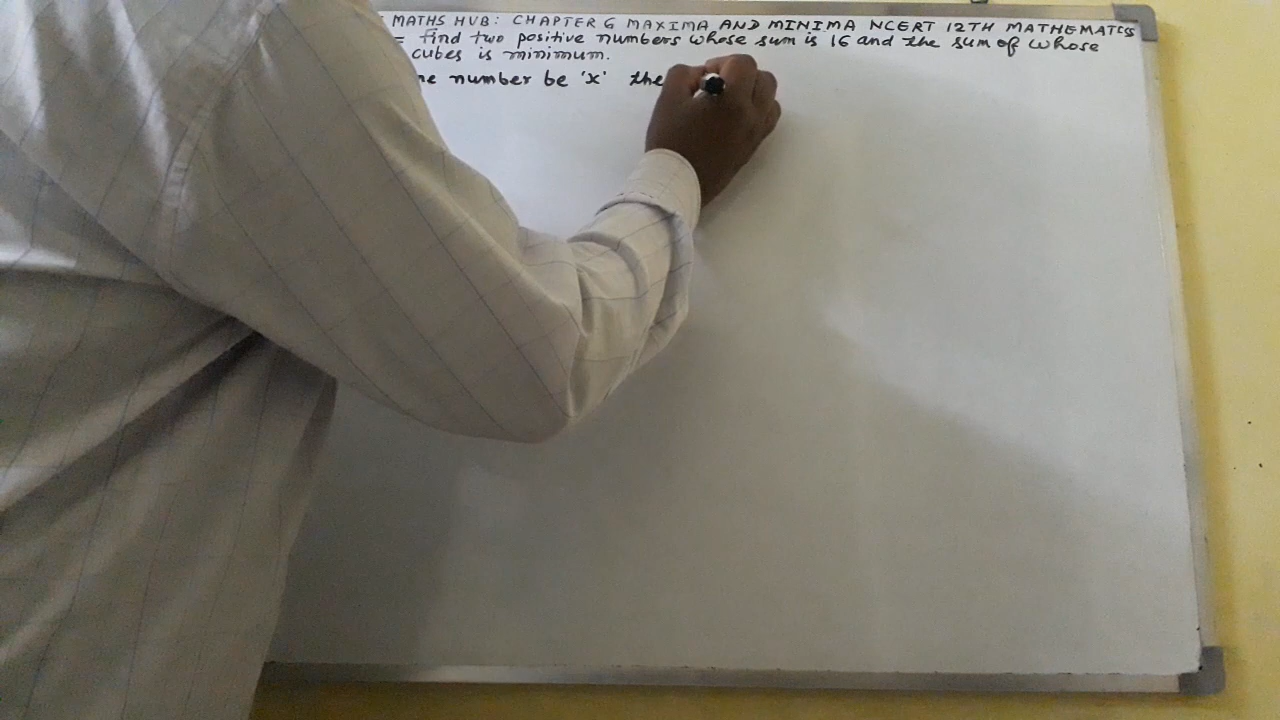 MATHS HUB: CHAPTER 6 MAXIMA AND MINIMA NCERT 12TH MATHEMATICS
= find two positive numbers whose sum is 16 and the sum of whose
cubes is minimum.
number be 'x' the